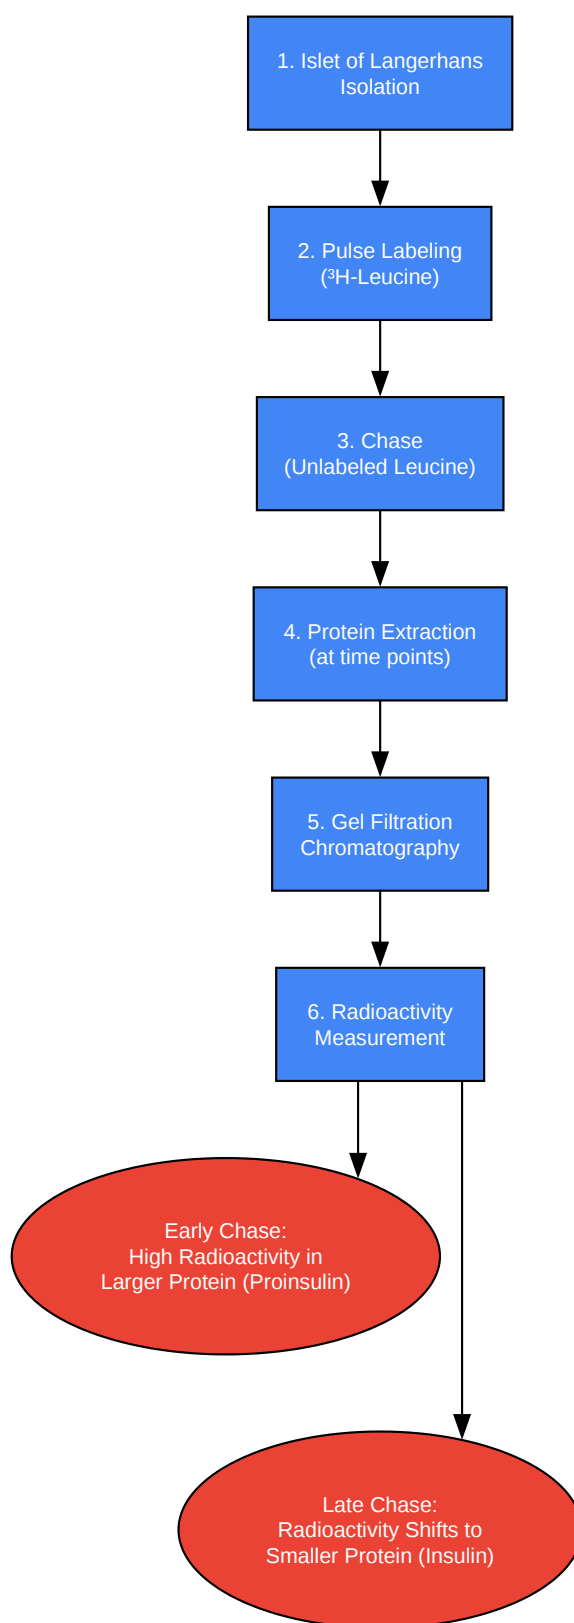 1. Islet of Langerhans
Isolation
2. Pulse Labeling
(³H-Leucine)
3. Chase
(Unlabeled Leucine)
4. Protein Extraction
(at time points)
5. Gel Filtration
Chromatography
6. Radioactivity
Measurement
Early Chase:
High Radioactivity in
Larger Protein (Proinsulin)
Late Chase:
Radioactivity Shifts to
Smaller Protein (Insulin)